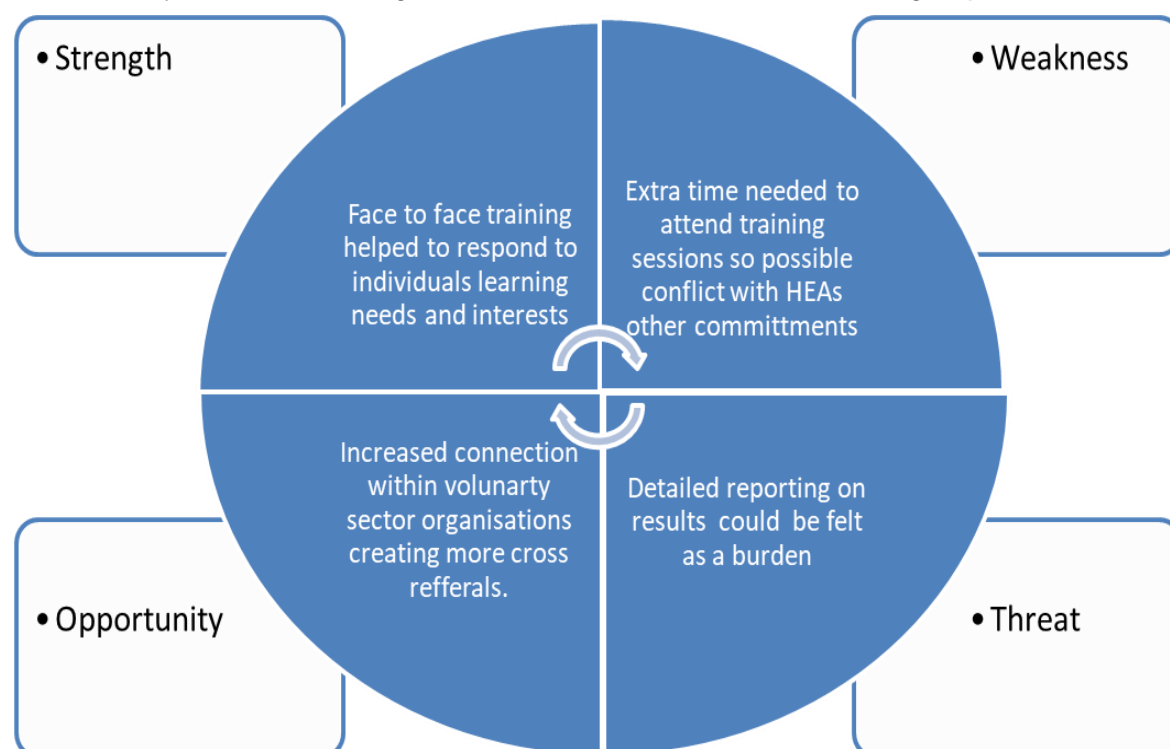 • Strength
• Weakness
Face to face training
helped to respond to
individuals learning
needs and interests
Extra time needed to
attend training
sessions so possible
conflict with HEAs
other committments
Increased connection
within volunarty
sector organisations
creating more cross
refferals.
Detailed reporting on
results could be felt
as a burden
• Opportunity
• Threat